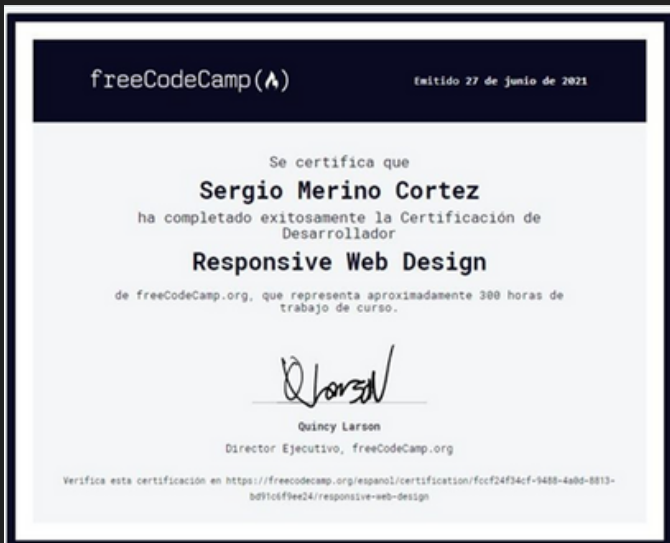 freeCodeCamp(🔥)
Emitido 27 de junio de 2021
Se certifica que
Sergio Merino Cortez
ha completado exitosamente la Certificación de
Desarrollador
Responsive Web Design
de freeCodeCamp.org, que representa aproximadamente 300 horas de
trabajo de curso.
Quincy Larson
Director Ejecutivo, freeCodeCamp.org
Verifica esta certificación en https://freecodecamp.org/espanol/certification/fccf24f34cf-9488-4a0d-8813-
bd91c6f9ee24/responsive-web-design